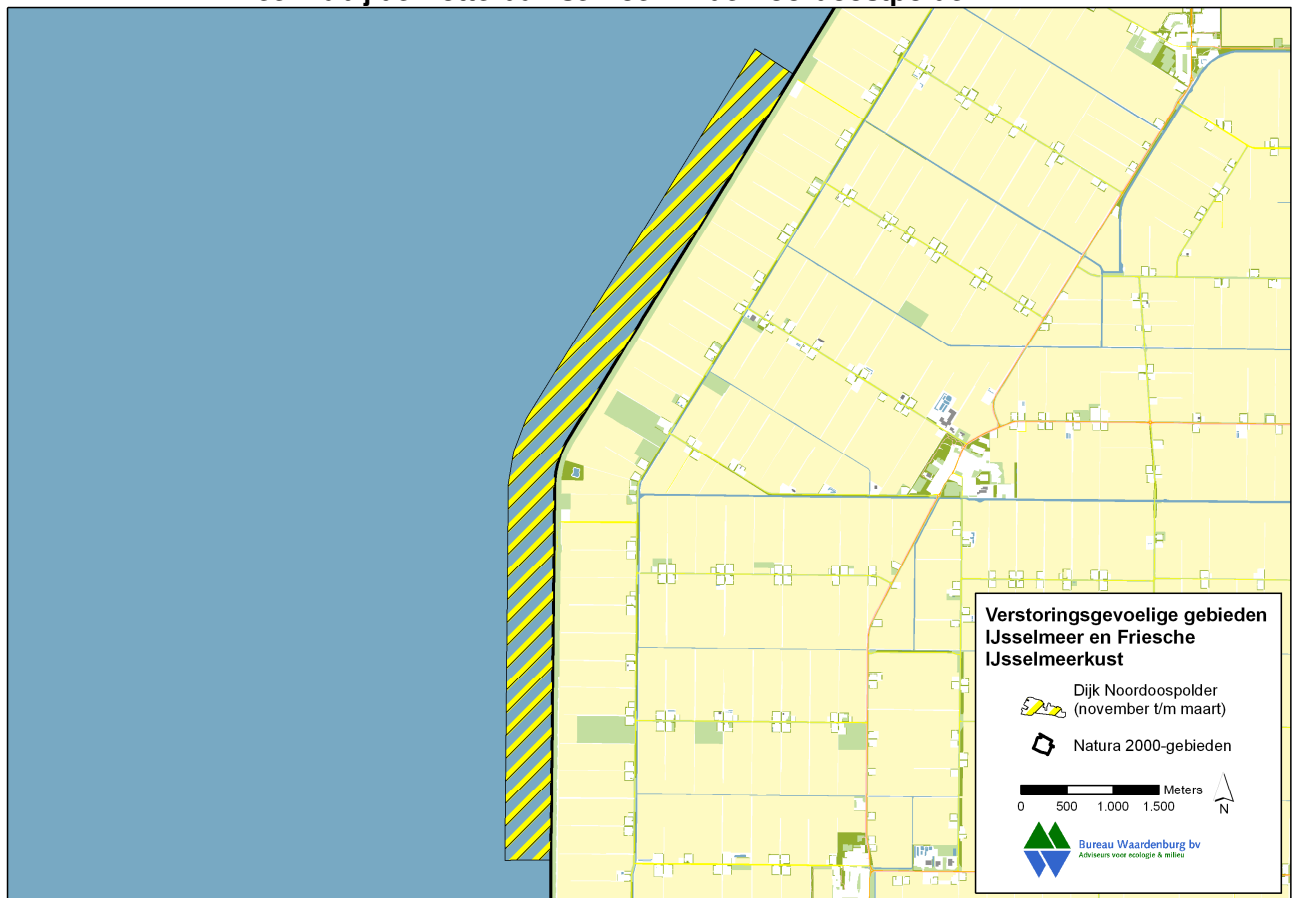 Verstoringsgevoelige gebieden
IJsselmeer en Friesche
IJsselmeerkust
Dijk Noordoospolder
(november t/m maart)
Natura 2000-gebieden
Meters
0 500 1.000 1.500
N
Bureau Waardenburg bv
Adviseurs voor ecologie & milieu